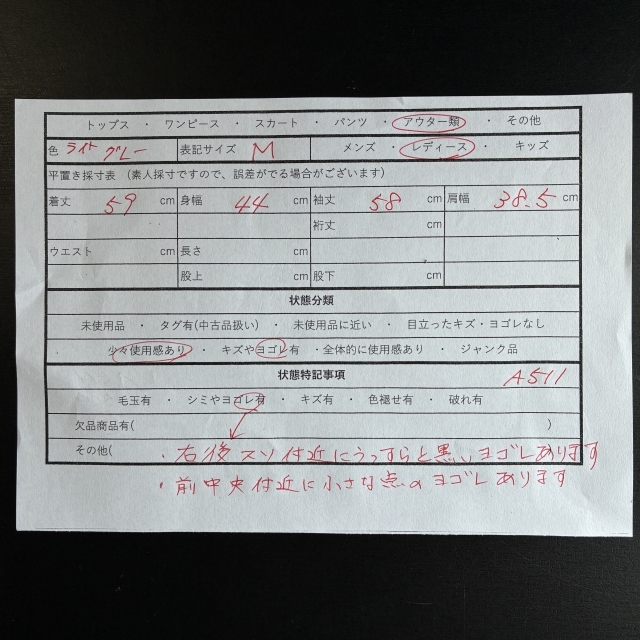 トップス ・ ワンピース ・ スカート ・ パンツ ・ アウター類 ・ その他
色 ライトグレー 表記サイズ M メンズ ・ レディース ・ キッズ
平置き採寸表 (素人採寸ですので、誤差がでる場合がございます)
着丈 59 cm 身幅 44 cm 袖丈 58 cm 肩幅 38.5 cm
裄丈 cm
ウエスト cm 長さ cm
股上 cm 股下 cm
状態分類
未使用品 ・ タグ有(中古品扱い) ・ 未使用品に近い ・ 目立ったキズ・ヨゴレなし
少々使用感あり ・ キズやヨゴレ有 ・全体的に使用感あり ・ ジャンク品
状態特記事項 A511
毛玉有 ・ シミやヨゴレ有 ・ キズ有 ・ 色褪せ有 ・ 破れ有
欠品商品有( )
その他( ・右後スソ付近にうっすらと黒いヨゴレあります
・前中央付近に小さな点のヨゴレあります